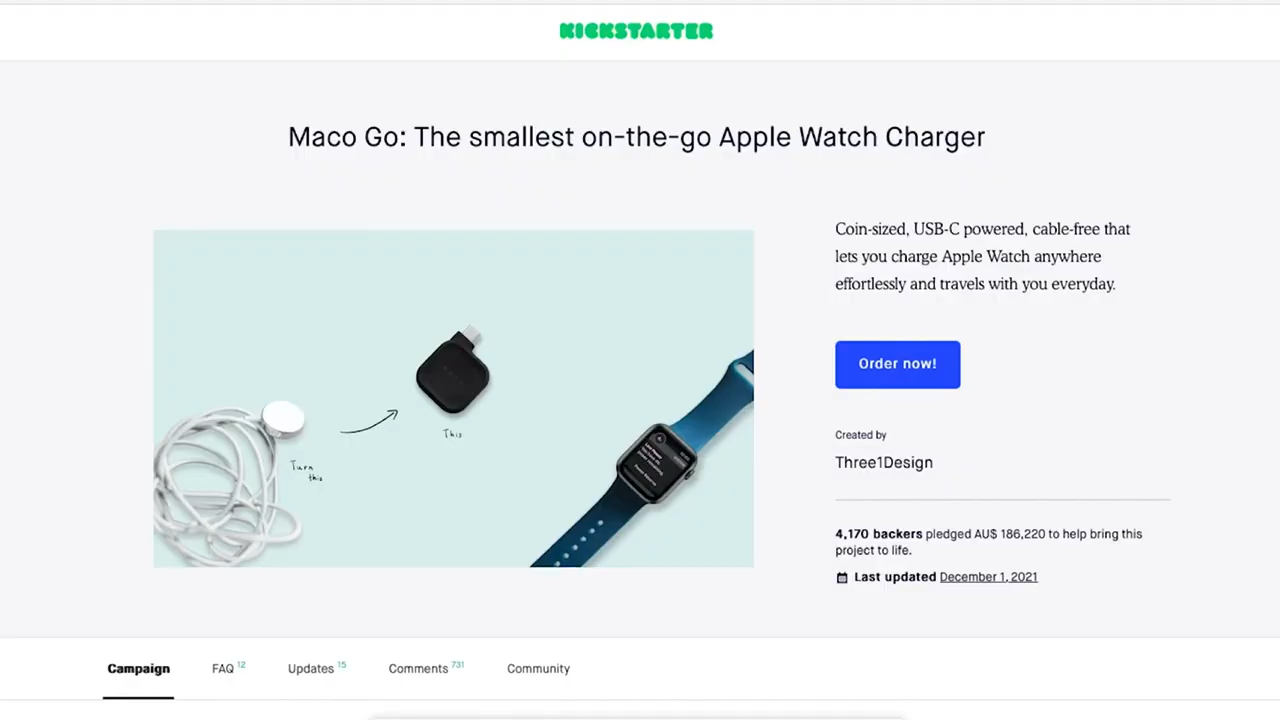 KICKSTARTER
Maco Go: The smallest on-the-go Apple Watch Charger
Coin-sized, USB-C powered, cable-free that
lets you charge Apple Watch anywhere
effortlessly and travels with you everyday.
Turn
this
This
Order now!
Created by
Three1Design
4,170 backers pledged AU$ 186,220 to help bring this
project to life.
Last updated December 1, 2021
Campaign FAQ 12 Updates 15 Comments 731 Community